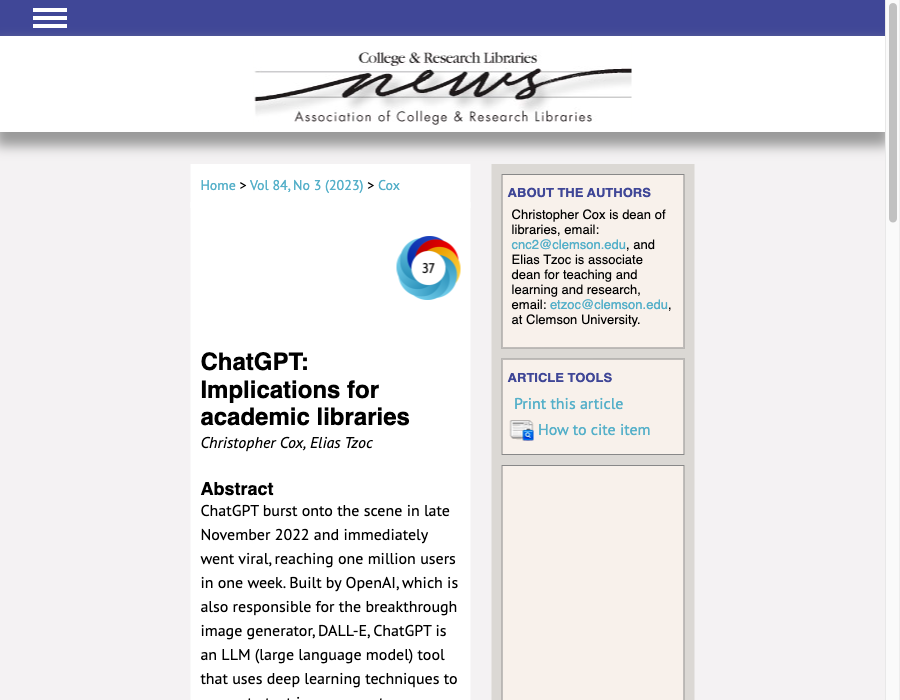 College & Research Libraries
news
Association of College & Research Libraries
Home > Vol 84, No 3 (2023) > Cox
37
ChatGPT:
Implications for
academic libraries
Christopher Cox, Elias Tzoc
Abstract
ChatGPT burst onto the scene in late
November 2022 and immediately
went viral, reaching one million users
in one week. Built by OpenAI, which is
also responsible for the breakthrough
image generator, DALL-E, ChatGPT is
an LLM (large language model) tool
that uses deep learning techniques to
ABOUT THE AUTHORS
Christopher Cox is dean of
libraries, email:
cnc2@clemson.edu, and
Elias Tzoc is associate
dean for teaching and
learning and research,
email: etzoc@clemson.edu,
at Clemson University.
ARTICLE TOOLS
Print this article
How to cite item